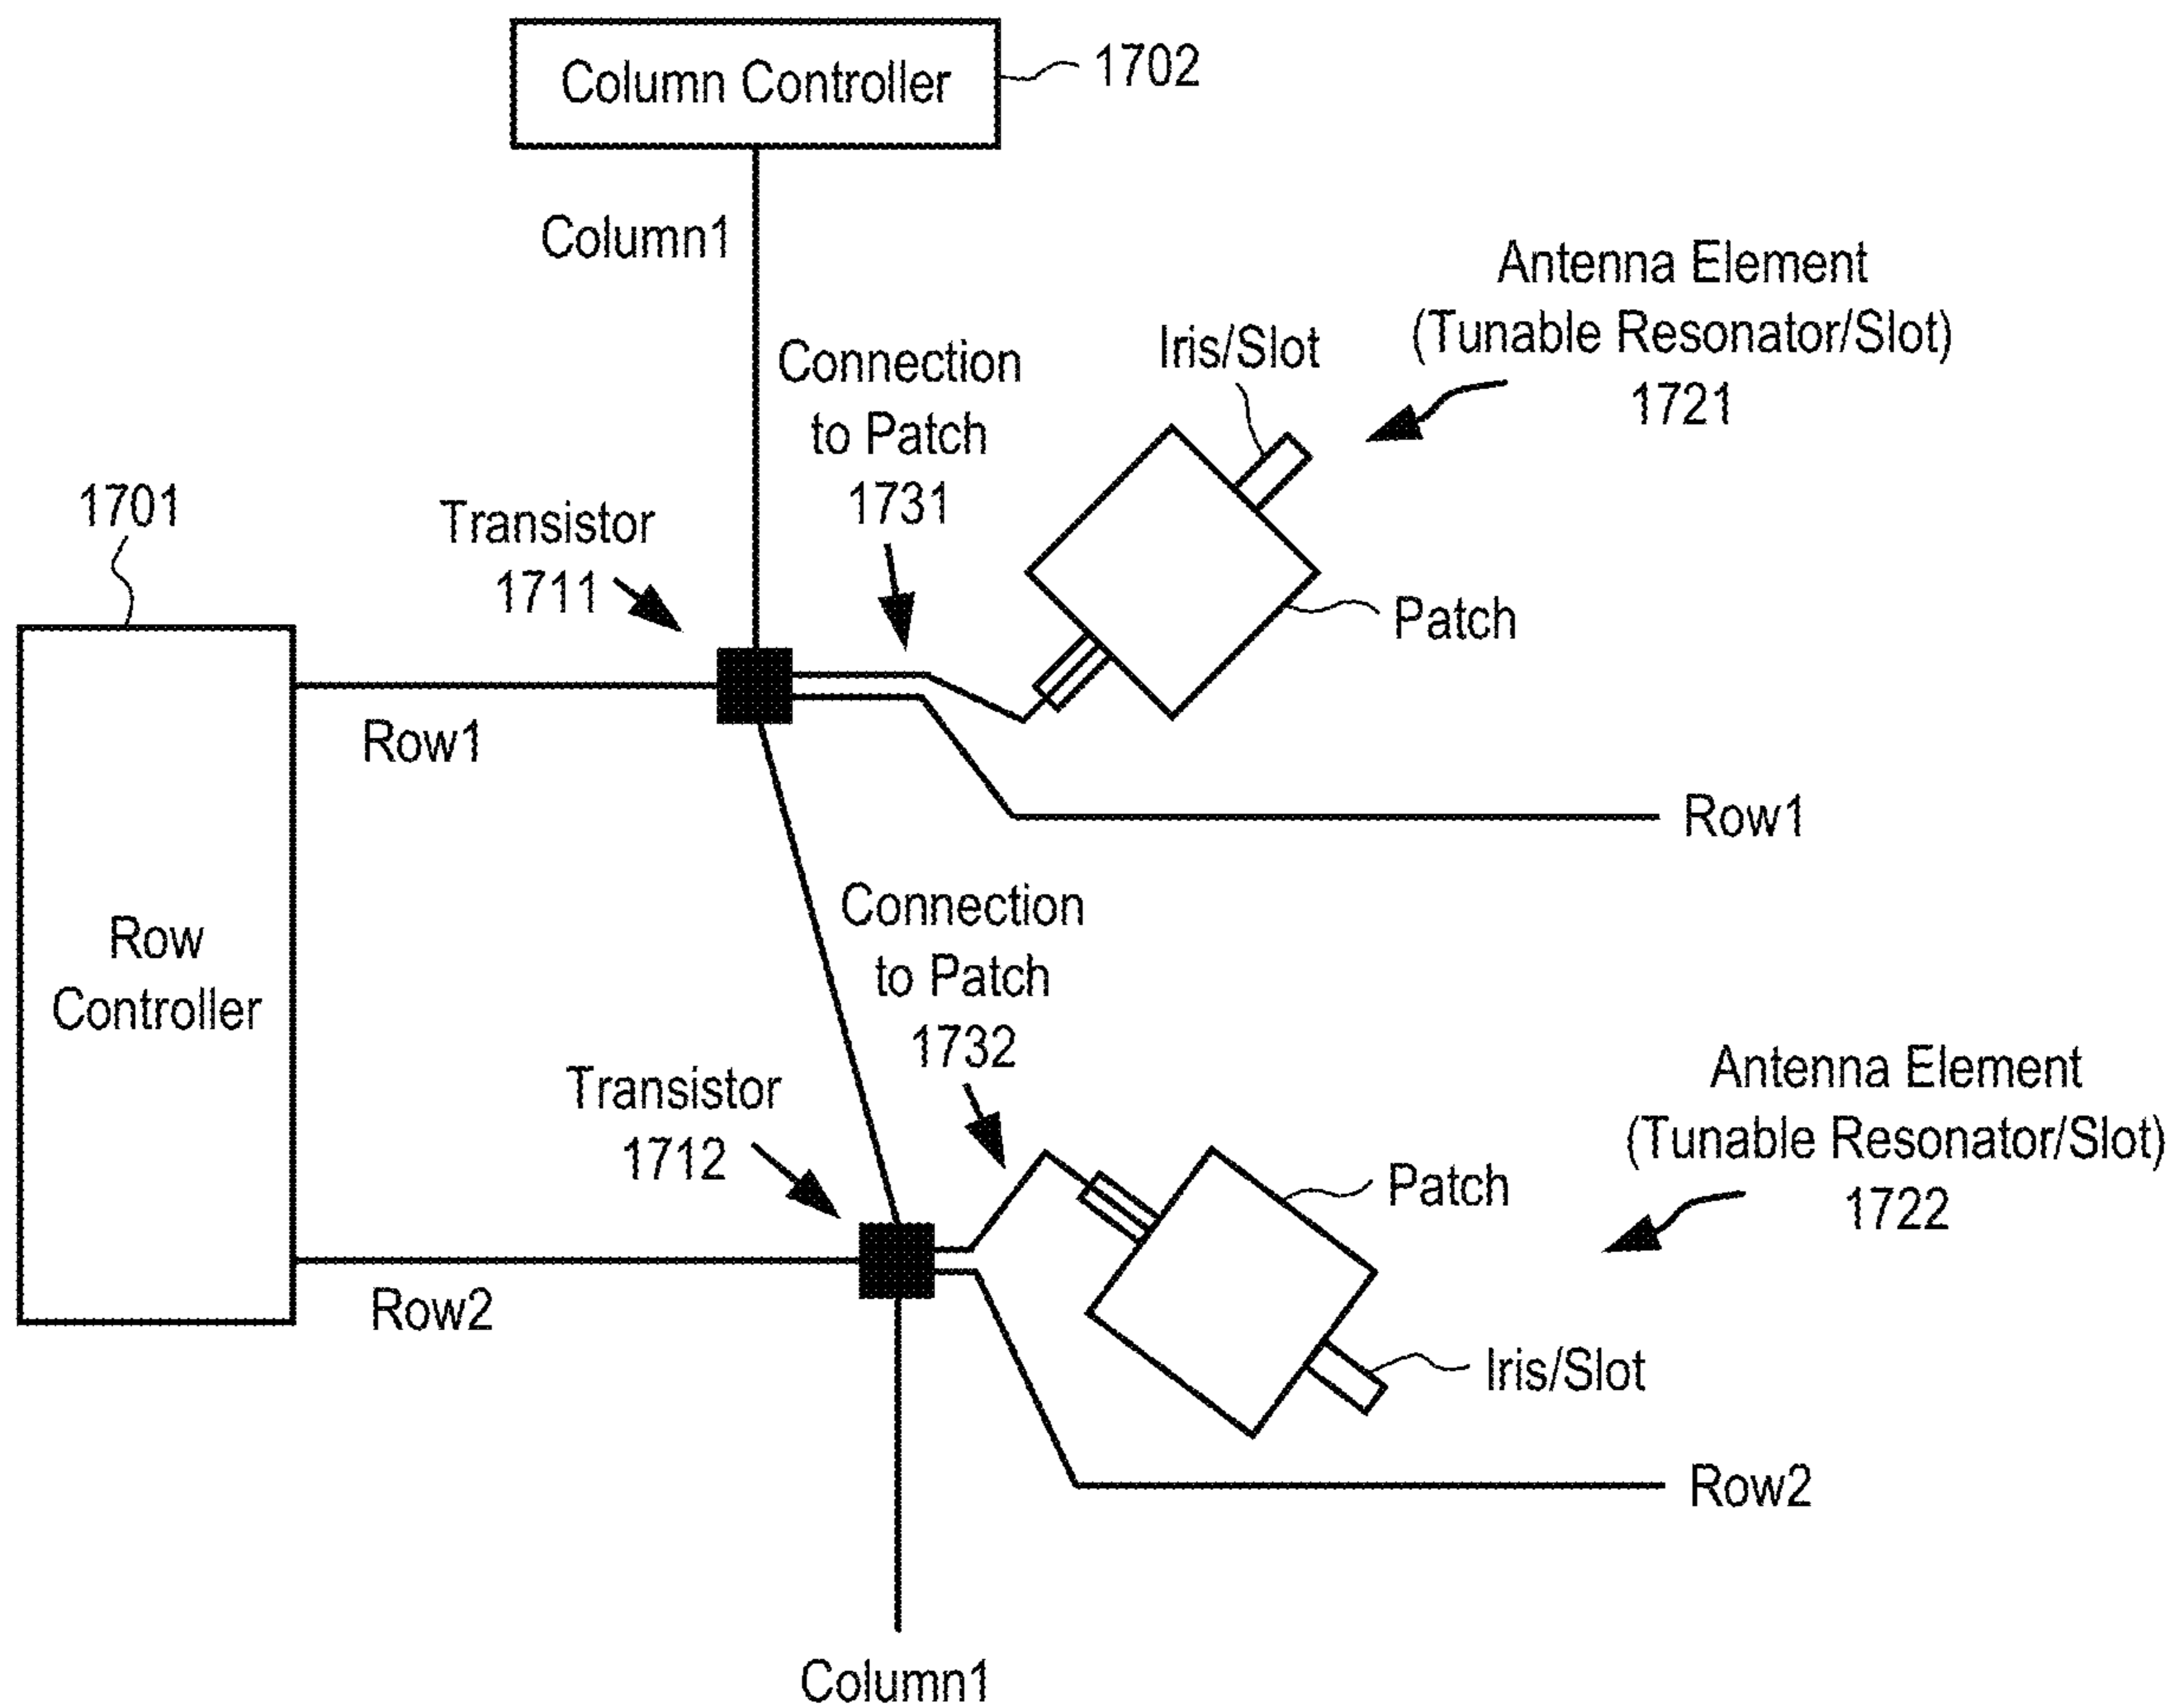 Column Controller
1702
Column1
Antenna Element
(Tunable Resonator/Slot)
1721
Iris/Slot
Connection
to Patch
1731
1701
Transistor
1711
Patch
Row1
Row1
Row
Controller
Connection
to Patch
1732
Transistor
1712
Antenna Element
(Tunable Resonator/Slot)
1722
Patch
Row2
Iris/Slot
Row2
Column1